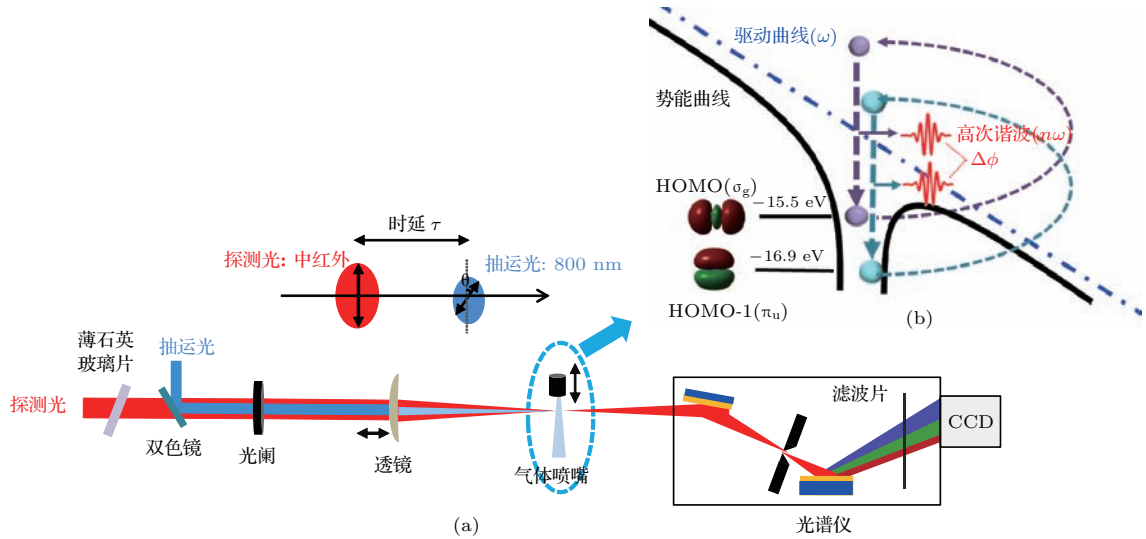 时延 τ
探测光: 中红外
抽运光: 800 nm
θ
薄石英
玻璃片
抽运光
探测光
双色镜
光阑
透镜
气体喷嘴
滤波片
CCD
光谱仪
(a)
驱动曲线(ω)
势能曲线
高次谐波(nω)
Δϕ
HOMO(σg)
−15.5 eV
−16.9 eV
HOMO-1(πu)
(b)